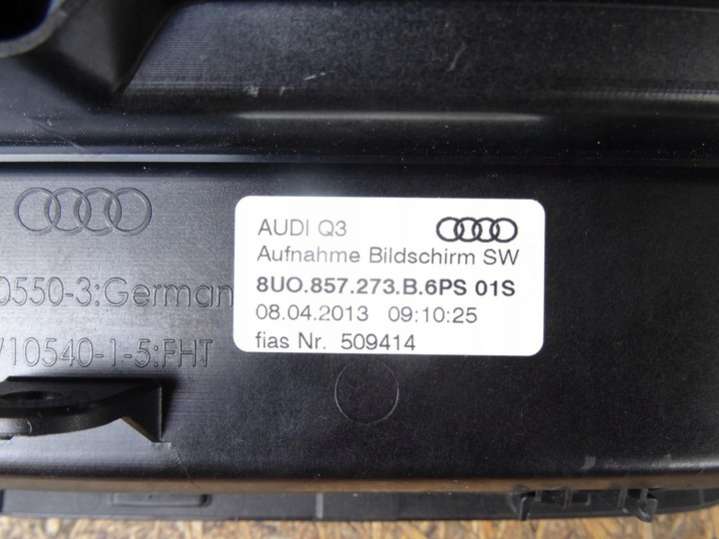 AUDI Q3
Aufnahme Bildschirm SW
8UO.857.273.B.6PS 01S
08.04.2013 09:10:25
fias Nr. 509414
0550-3:German
10540-1-5:FHT